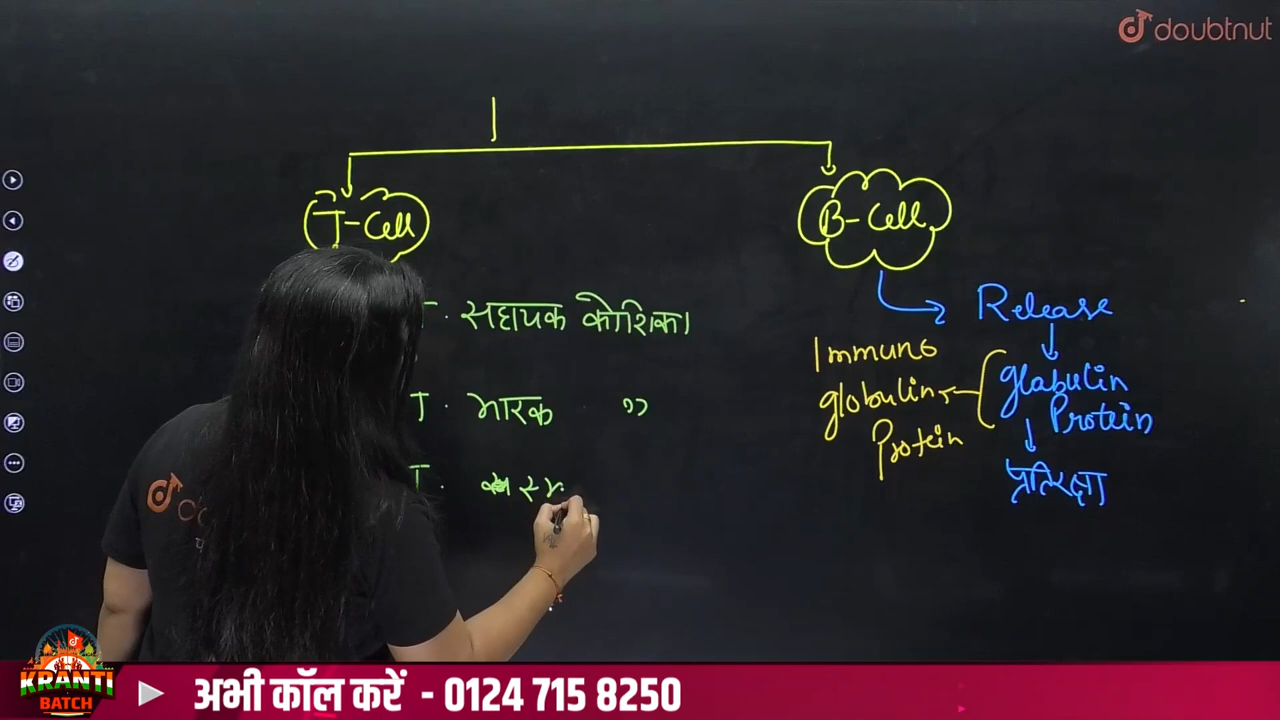 doubtnut
T-Cell
B-Cell
T. सहायक कोशिका
T. मारक ''
T.
Release
Glabulin
Protein
प्रतिरक्षा
Immuno
globulin
Protein
KRANTI
BATCH
अभी कॉल करें - 0124 715 8250